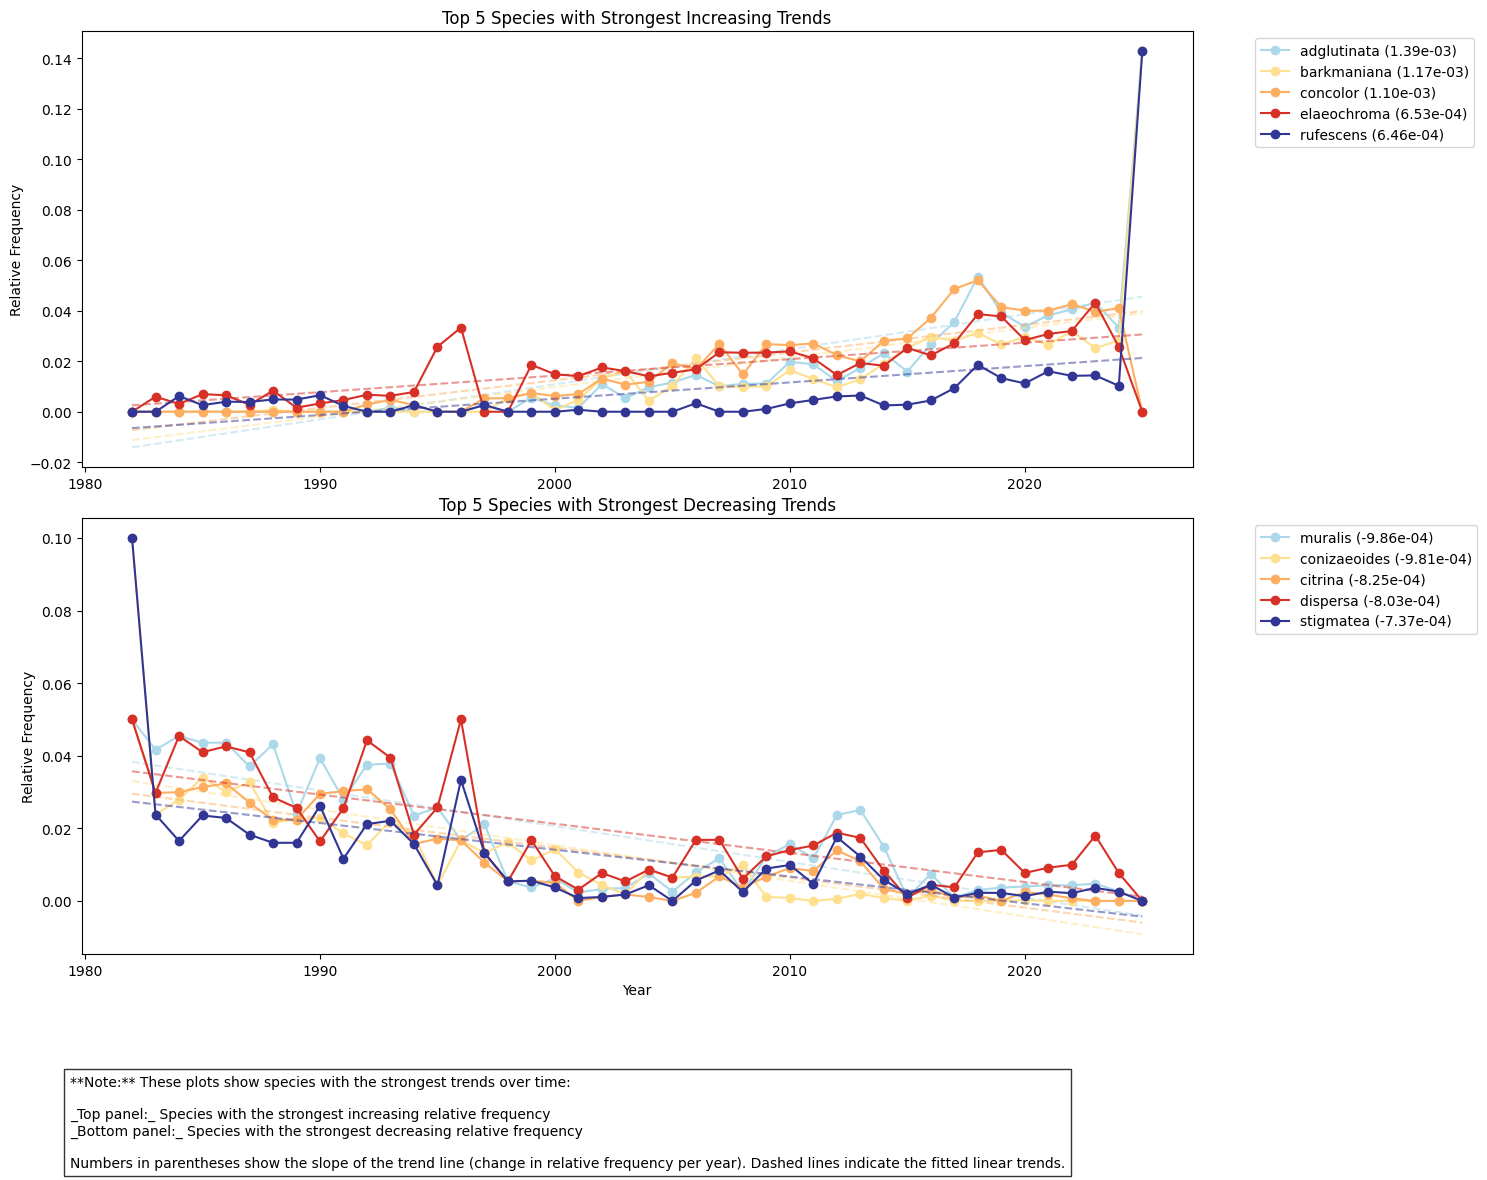 Top 5 Species with Strongest Increasing Trends
Relative Frequency
0.14
0.12
0.10
0.08
0.06
0.04
0.02
0.00
−0.02
1980
1990
2000
2010
2020
adglutinata (1.39e-03)
barkmaniana (1.17e-03)
concolor (1.10e-03)
elaeochroma (6.53e-04)
rufescens (6.46e-04)
Top 5 Species with Strongest Decreasing Trends
Relative Frequency
0.10
0.08
0.06
0.04
0.02
0.00
1980
1990
2000
2010
2020
Year
muralis (-9.86e-04)
conizaeoides (-9.81e-04)
citrina (-8.25e-04)
dispersa (-8.03e-04)
stigmatea (-7.37e-04)
**Note:** These plots show species with the strongest trends over time:
_Top panel:_ Species with the strongest increasing relative frequency
_Bottom panel:_ Species with the strongest decreasing relative frequency
Numbers in parentheses show the slope of the trend line (change in relative frequency per year). Dashed lines indicate the fitted linear trends.